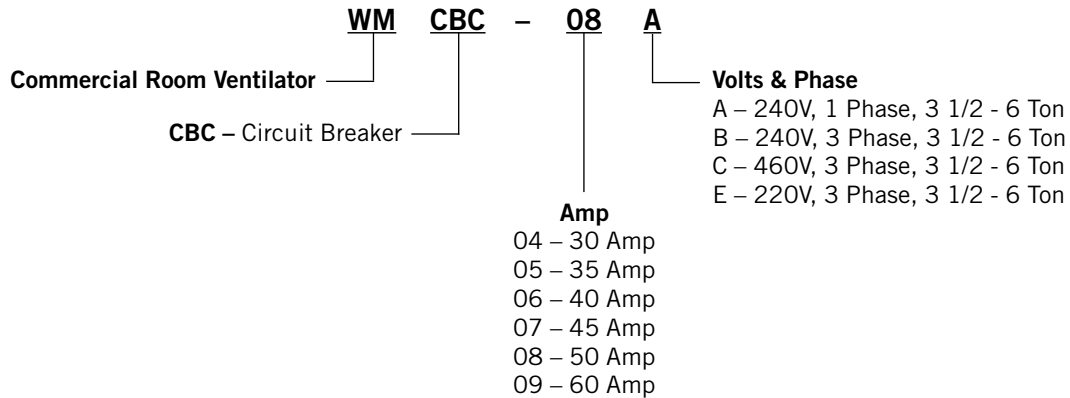 WM CBC – 08 A
Commercial Room Ventilator
CBC – Circuit Breaker
Volts & Phase
A – 240V, 1 Phase, 3 1/2 - 6 Ton
B – 240V, 3 Phase, 3 1/2 - 6 Ton
C – 460V, 3 Phase, 3 1/2 - 6 Ton
E – 220V, 3 Phase, 3 1/2 - 6 Ton
Amp
04 – 30 Amp
05 – 35 Amp
06 – 40 Amp
07 – 45 Amp
08 – 50 Amp
09 – 60 Amp